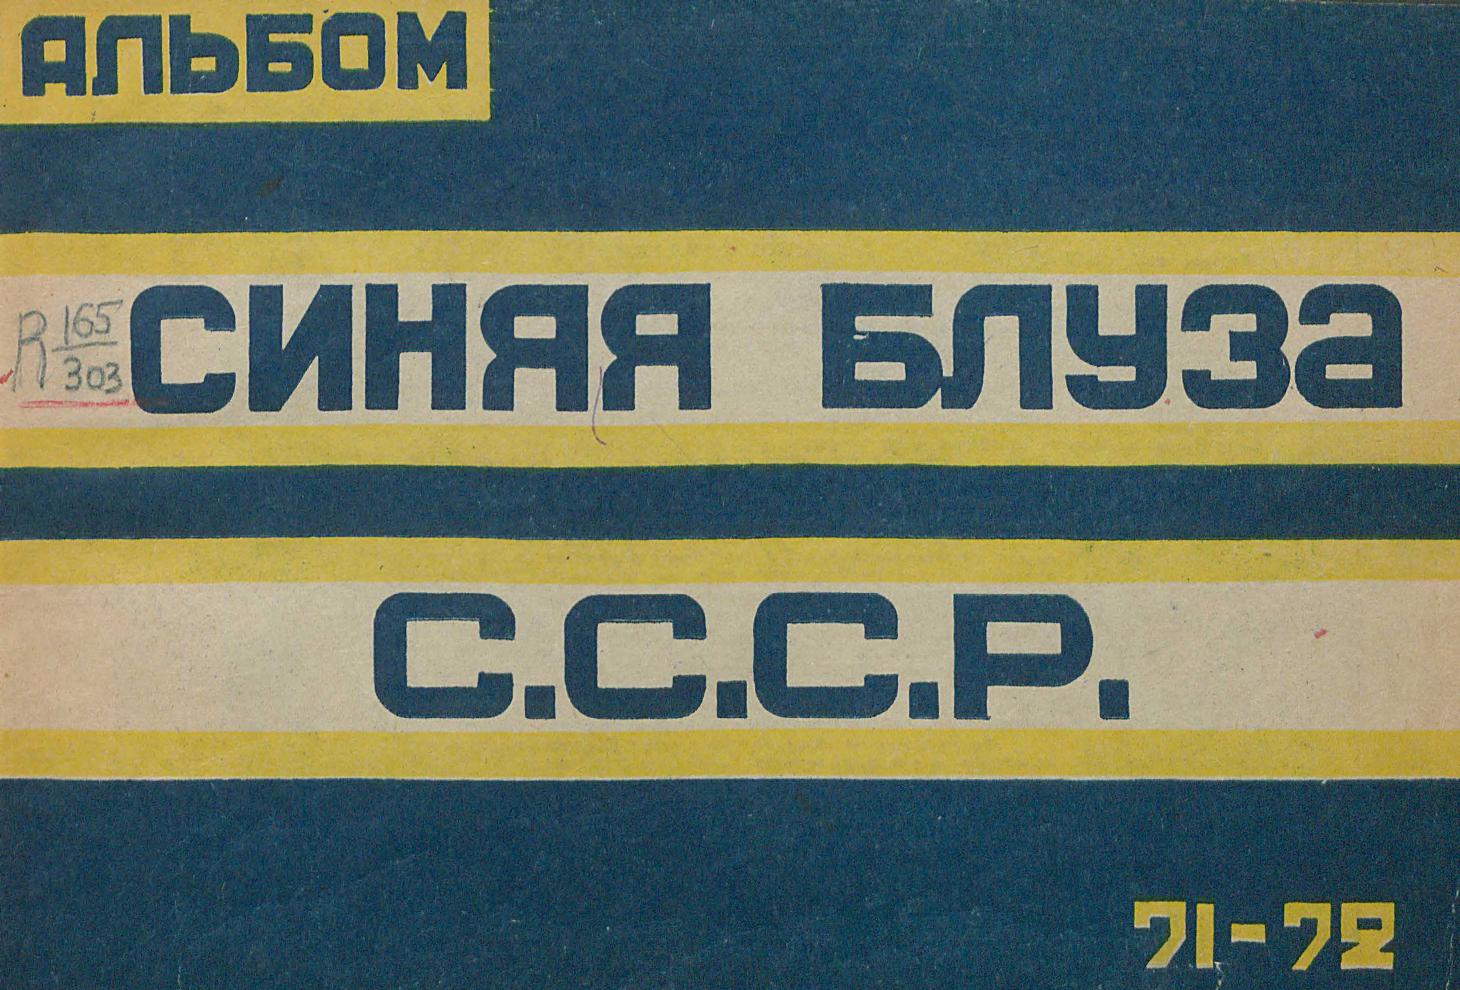 АЛЬБОМ
R 165/303
СИНЯЯ БЛУЗА
С.С.С.Р.
71-72